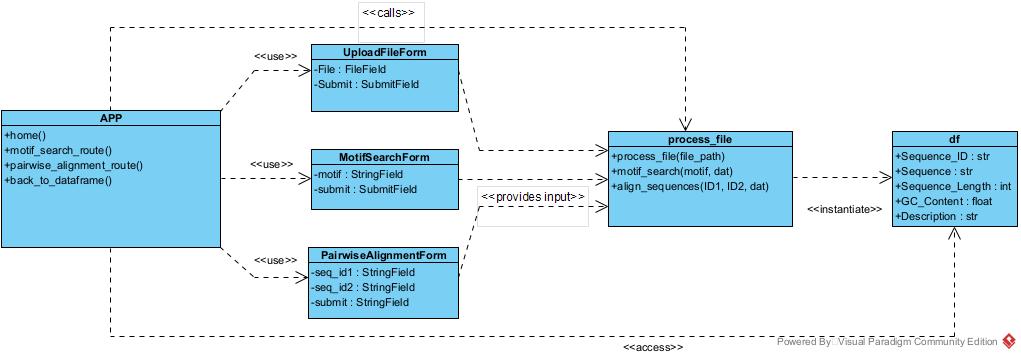 <<calls>>
<<use>>
UploadFileForm
-File : FileField
-Submit : SubmitField
APP
+home()
+motif_search_route()
+pairwise_alignment_route()
+back_to_dataframe()
<<use>>
MotifSearchForm
-motif : StringField
-submit : SubmitField
process_file
+process_file(file_path)
+motif_search(motif, dat)
+align_sequences(ID1, ID2, dat)
df
+Sequence_ID : str
+Sequence : str
+Sequence_Length : int
+GC_Content : float
+Description : str
<<provides input>>
<<instantiate>>
<<use>>
PairwiseAlignmentForm
-seq_id1 : StringField
-seq_id2 : StringField
-submit : StringField
<<access>>
Powered By Visual Paradigm Community Edition